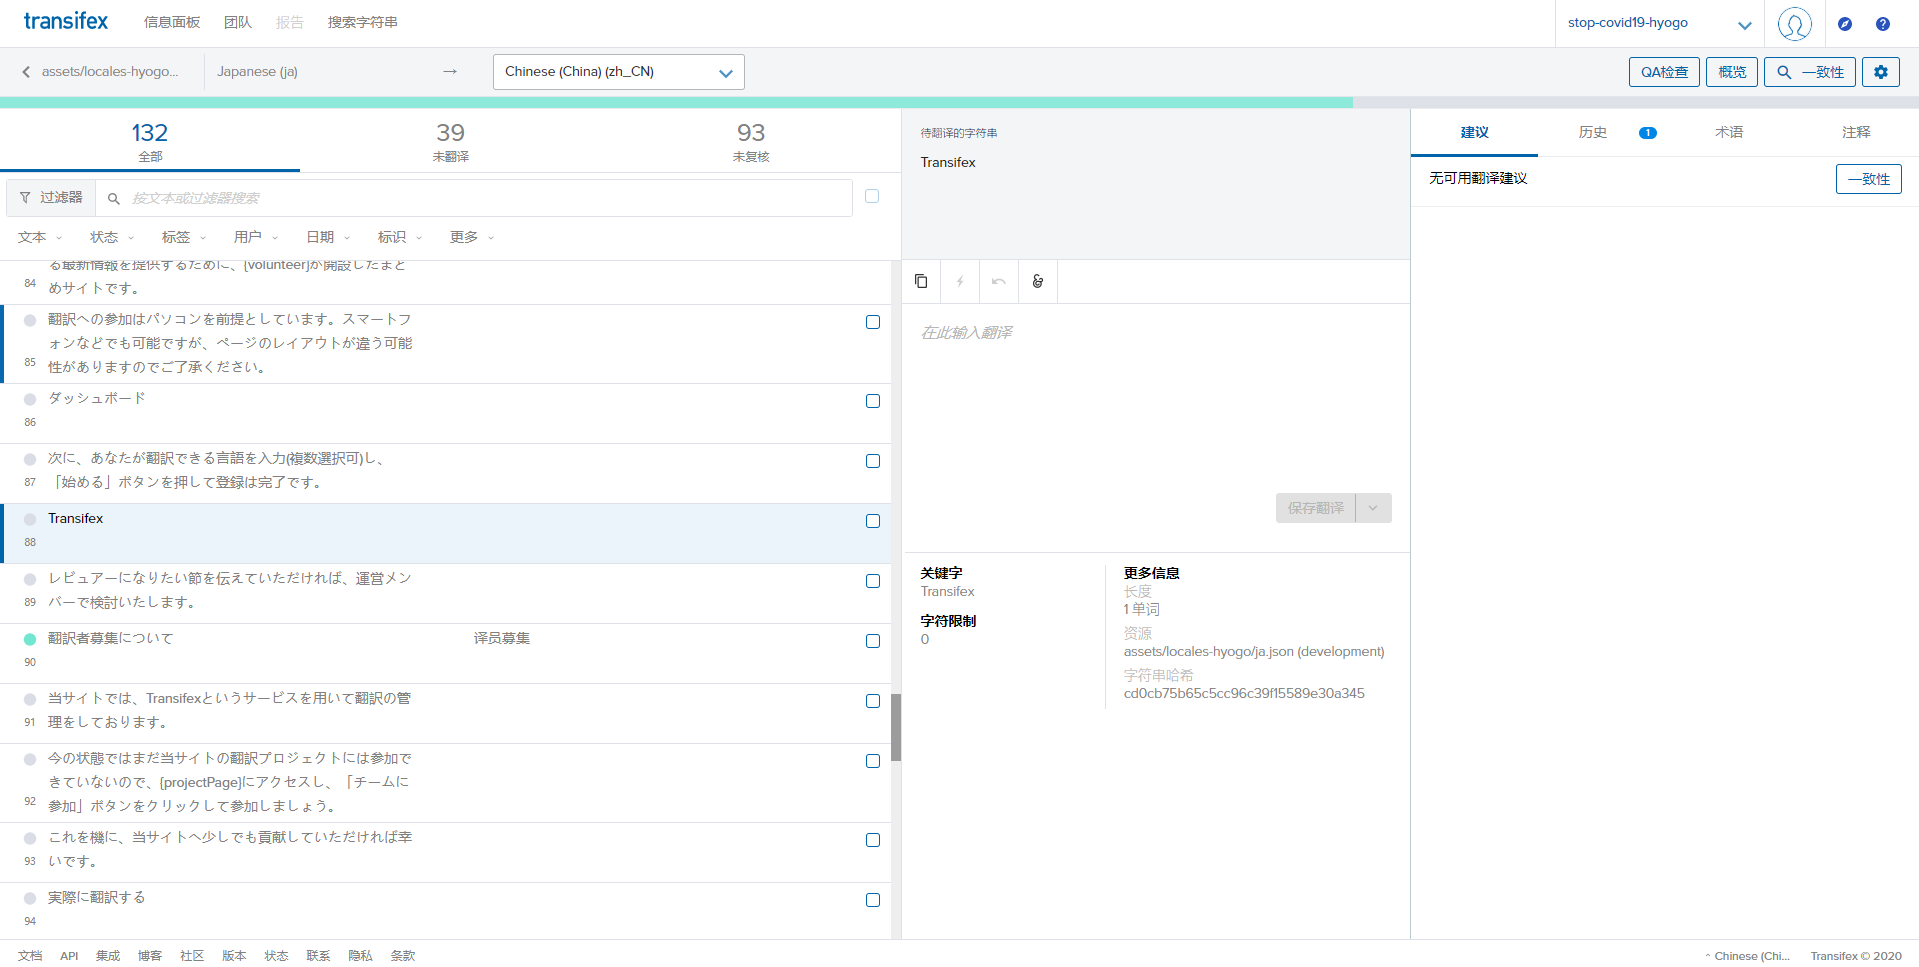 transifex
信息面板
团队
报告
搜索字符串
stop-covid19-hyogo
assets/locales-hyogo...
Japanese (ja)
→
Chinese (China) (zh_CN)
QA检查
概览
一致性
132
全部
39
未翻译
93
未复核
过滤器
按文本或过滤器搜索
文本
状态
标签
用户
日期
标识
更多
る最新情報を提供するために、{volunteer}が開設したまと
めサイトです。
84
翻訳への参加はパソコンを前提としています。スマートフ
ォンなどでも可能ですが、ページのレイアウトが違う可能
性がありますのでご了承ください。
85
ダッシュボード
86
次に、あなたが翻訳できる言語を入力(複数選択可)し、
「始める」ボタンを押して登録は完了です。
87
Transifex
88
レビュアーになりたい節を伝えていただければ、運営メン
バーで検討いたします。
89
翻訳者募集について
译员募集
90
当サイトでは、Transifexというサービスを用いて翻訳の管
理をしております。
91
今の状態ではまだ当サイトの翻訳プロジェクトには参加で
きていないので、{projectPage}にアクセスし、「チームに
参加」ボタンをクリックして参加しましょう。
92
これを機に、当サイトへ少しでも貢献していただければ幸
いです。
93
実際に翻訳する
94
待翻译的字符串
Transifex
在此输入翻译
保存翻译
关键字
Transifex
字符限制
0
更多信息
长度
1 单词
资源
assets/locales-hyogo/ja.json (development)
字符串哈希
cd0cb75b65c5cc96c39f15589e30a345
建议
历史
1
术语
注释
无可用翻译建议
一致性
文档
API
集成
博客
社区
版本
状态
联系
隐私
条款
Chinese (Chi...
Transifex © 2020